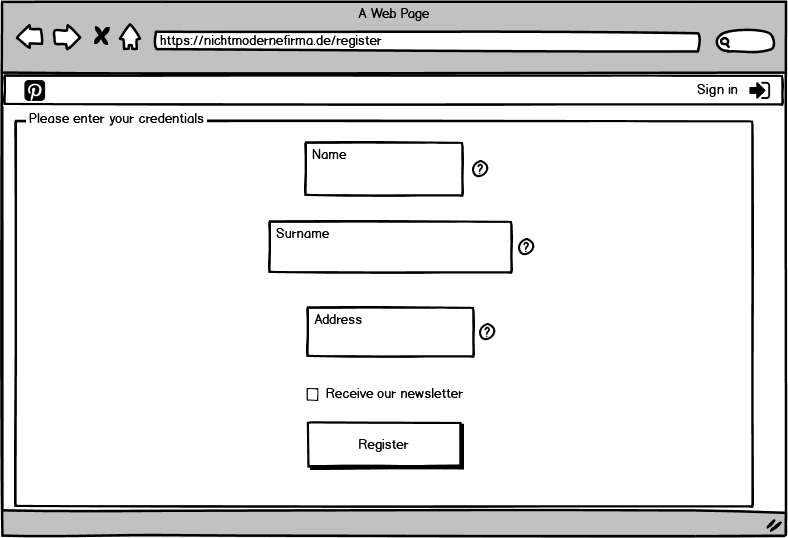 A Web Page
https://nichtmodernefirma.de/register
Sign in
Please enter your credentials
Name
?
Surname
?
Address
?
Receive our newsletter
Register